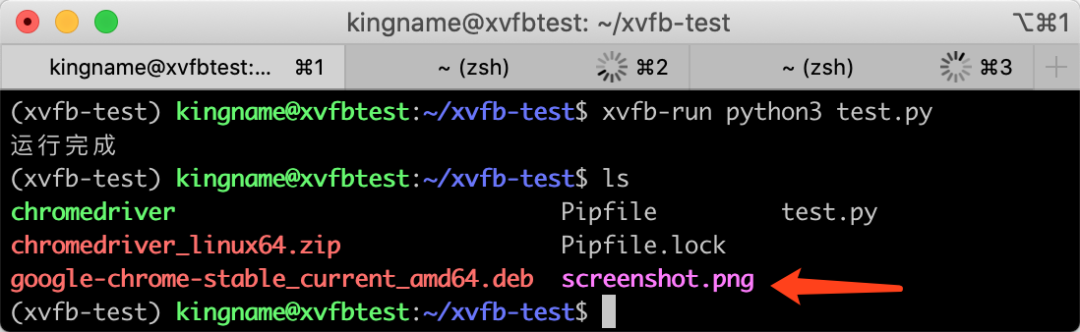 kingname@xvfbtest: ~/xvfb-test ⌥⌘1
kingname@xvfbtest:... ⌘1 ~ (zsh) ⌘2 ~ (zsh) ⌘3 +
(xvfb-test) kingname@xvfbtest:~/xvfb-test$ xvfb-run python3 test.py
运行完成
(xvfb-test) kingname@xvfbtest:~/xvfb-test$ ls
chromedriver Pipfile test.py
chromedriver_linux64.zip Pipfile.lock
google-chrome-stable_current_amd64.deb screenshot.png
(xvfb-test) kingname@xvfbtest:~/xvfb-test$